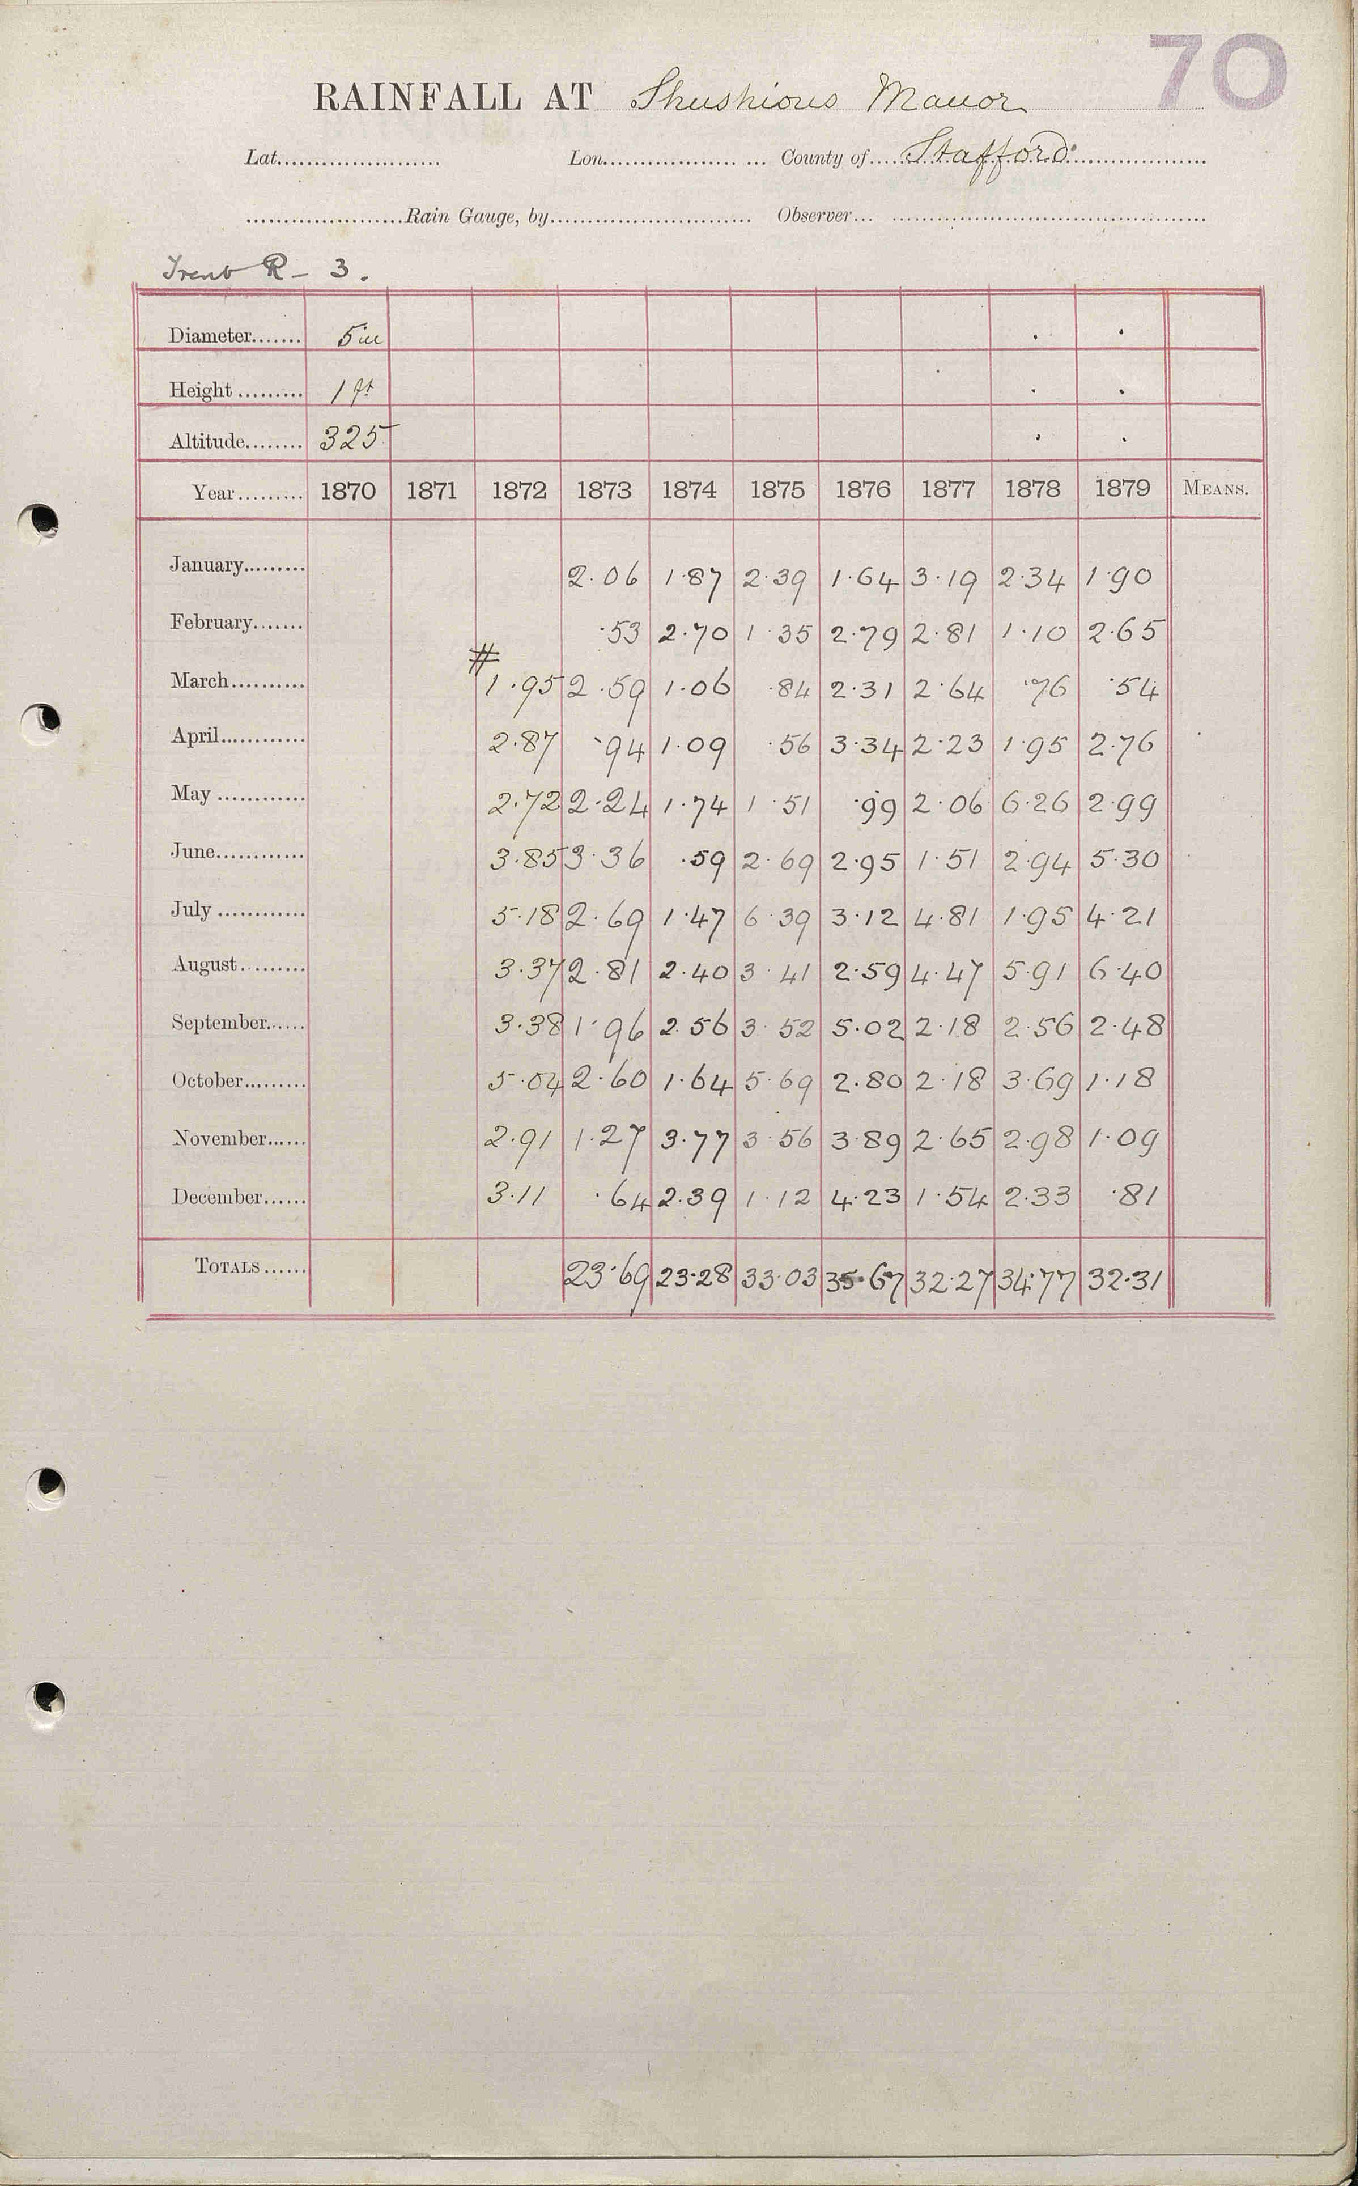 70
RAINFALL AT Shushions Manor
Lat...................... Lon..................... County of....Stafford..................
.....................Rain Gauge, by........................... Observer... ..........................................
Trent R – 3.
Diameter....... 5 in
Height ......... 1 ft
Altitude........ 325
Year......... 1870 1871 1872 1873 1874 1875 1876 1877 1878 1879 MEANS.
January......... 2.06 1.87 2.39 1.64 3.19 2.34 1.90
February....... .53 2.70 1.35 2.79 2.81 1.10 2.65
#
March.......... 1.95 2.59 1.06 .84 2.31 2.64 .76 .54
April............ 2.87 .94 1.09 .56 3.34 2.23 1.95 2.76
May ............ 2.72 2.24 1.74 1.51 .99 2.06 6.26 2.99
June............ 3.85 3.36 .59 2.69 2.95 1.51 2.94 5.30
July ............ 5.18 2.69 1.47 6.39 3.12 4.81 1.95 4.21
August.......... 3.37 2.81 2.40 3.41 2.59 4.47 5.91 6.40
September...... 3.38 1.96 2.56 3.52 5.02 2.18 2.56 2.48
October......... 5.04 2.60 1.64 5.69 2.80 2.18 3.69 1.18
November...... 2.91 1.27 3.77 3.56 3.89 2.65 2.98 1.09
December...... 3.11 .64 2.39 1.12 4.23 1.54 2.33 .81
TOTALS...... 23.69 23.28 33.03 35.67 32.27 34.77 32.31